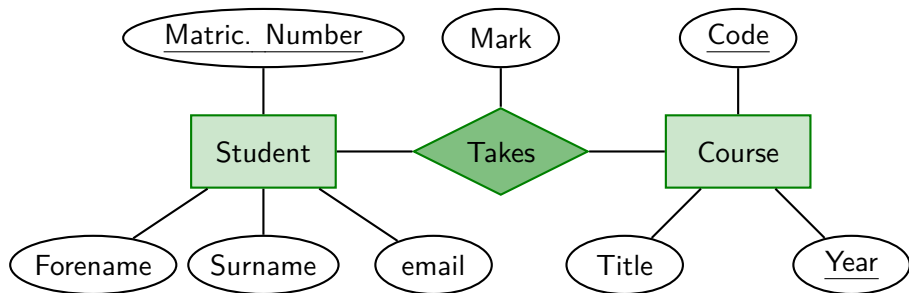 Matric. Number
Mark
Code
Student
Takes
Course
Forename
Surname
email
Title
Year